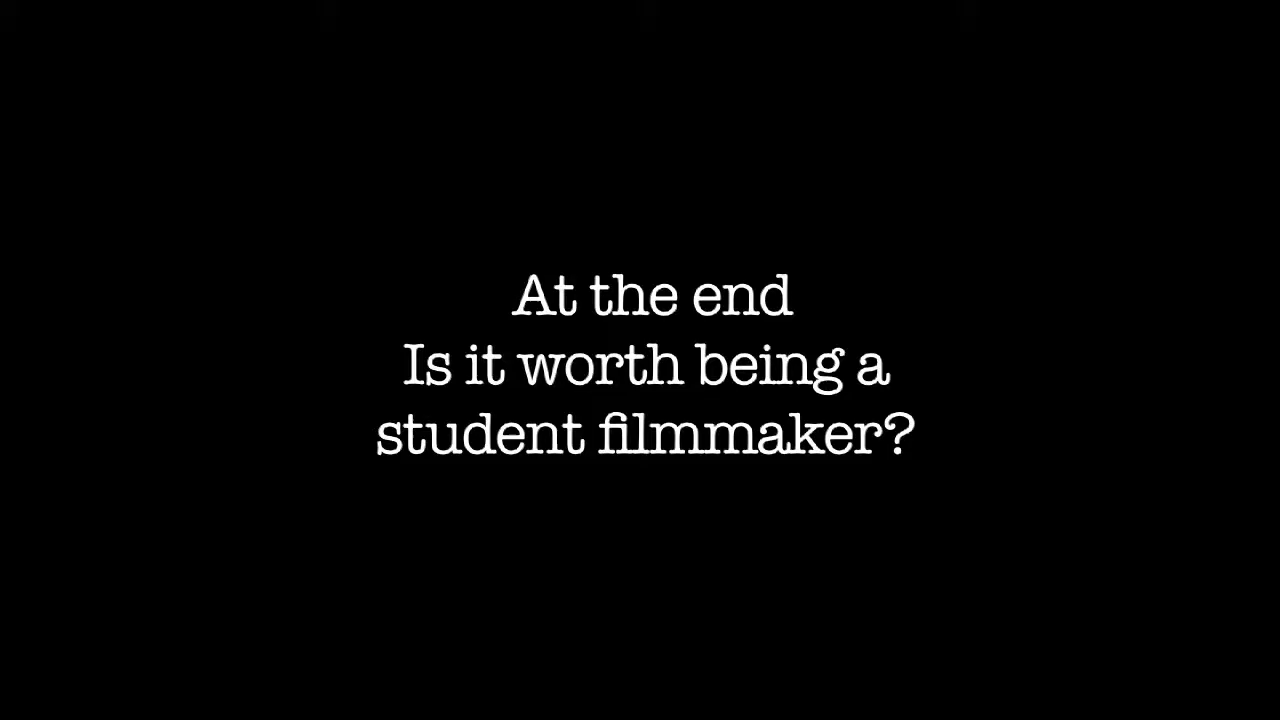 At the end
Is it worth being a
student filmmaker?